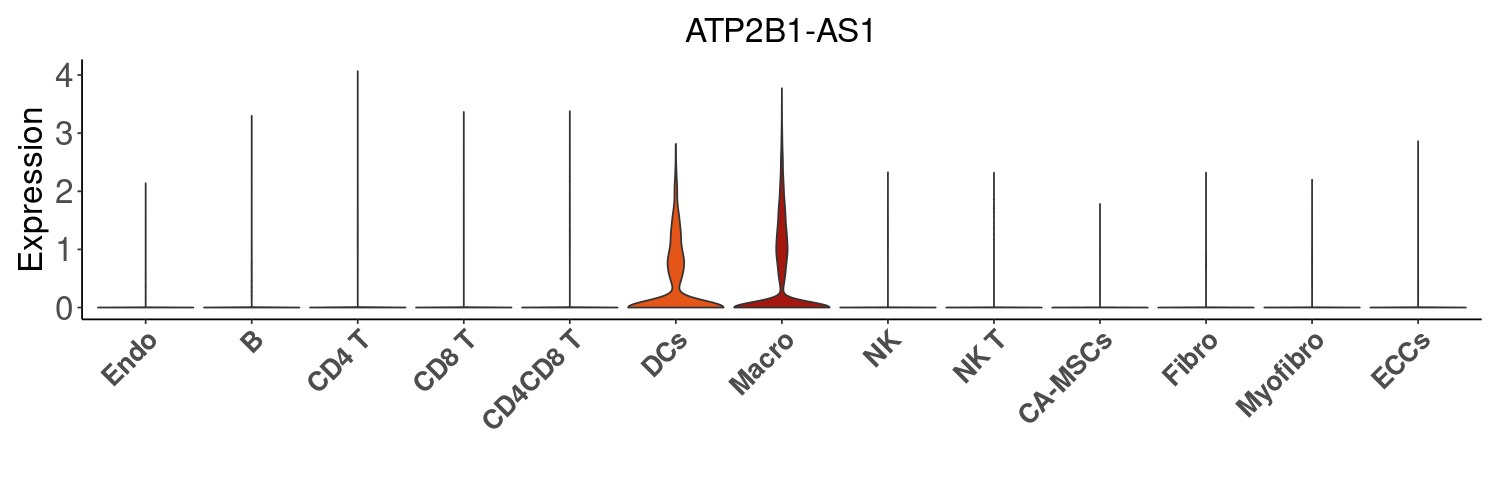 ATP2B1-AS1
Expression
4
3
2
1
0
Endo
B
CD4 T
CD8 T
CD4CD8 T
DCs
Macro
NK
NK T
CA-MSCs
Fibro
Myofibro
ECCs